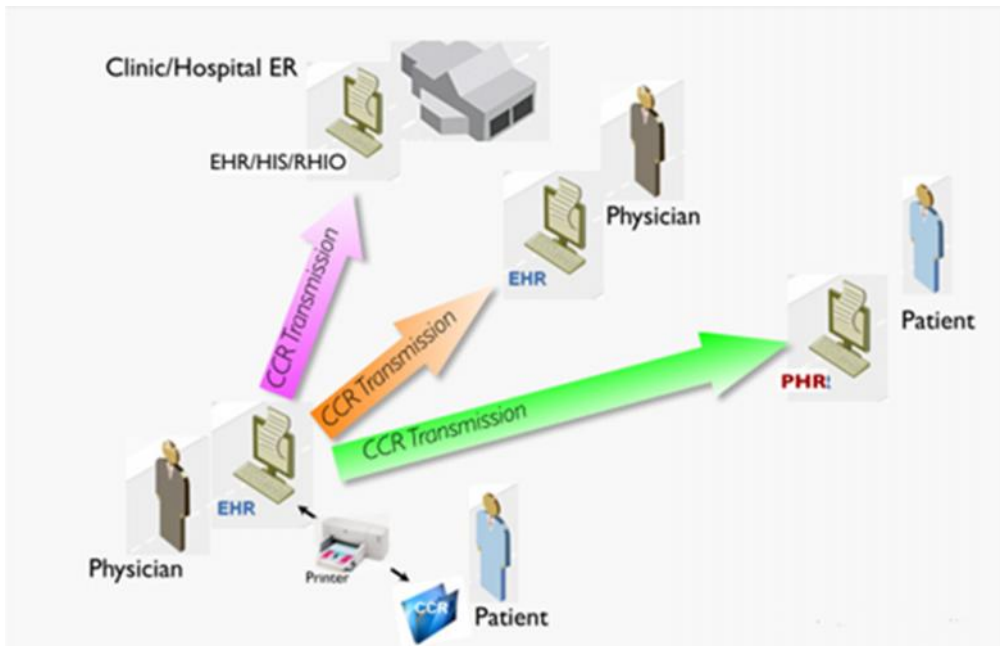 Clinic/Hospital ER
EHR/HIS/RHIO
Physician
EHR
Patient
PHR:
CCR Transmission
CCR Transmission
CCR Transmission
EHR
Physician
Printer
CCR
Patient